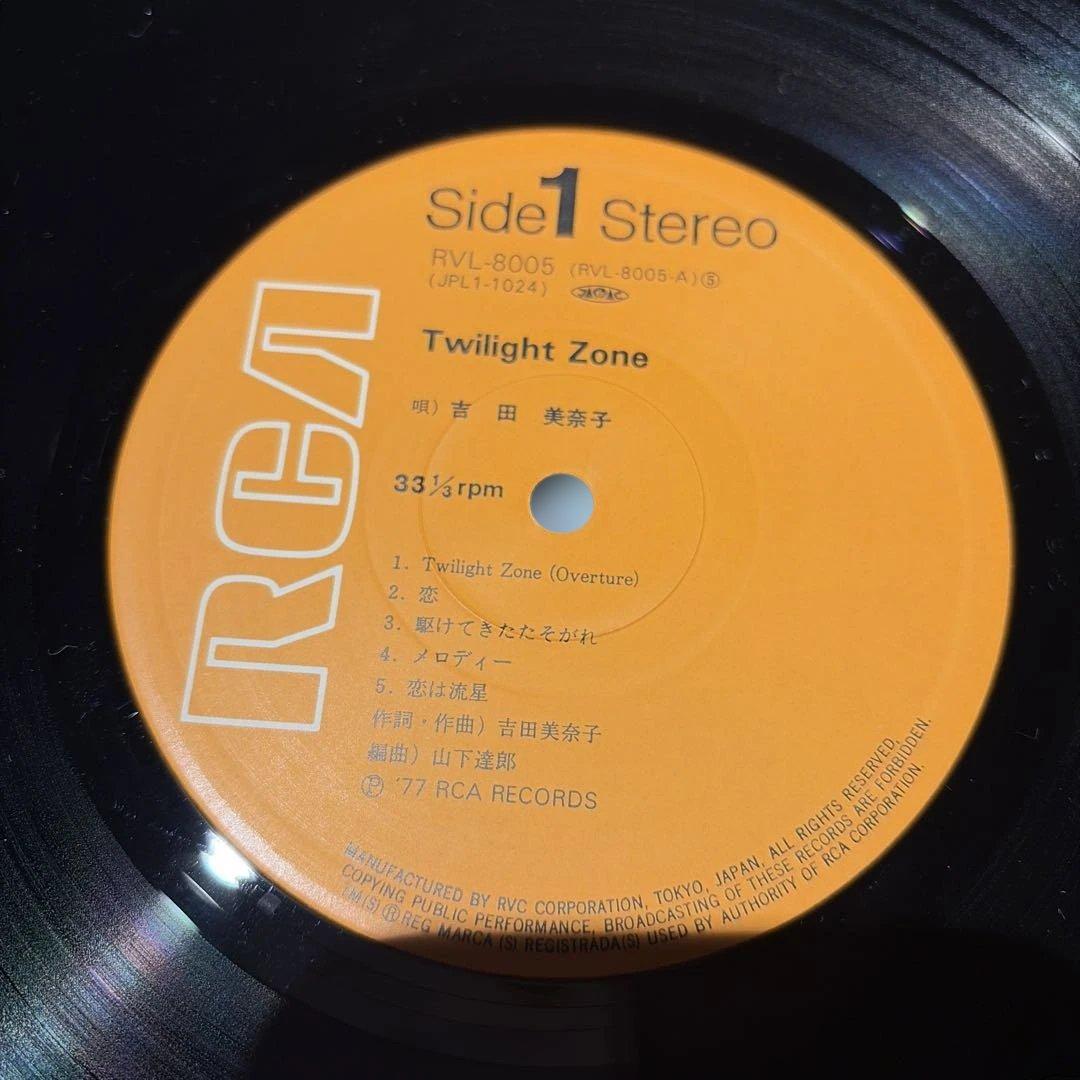 Side 1 Stereo
RVL-8005 (RVL-8005-A) ⑤
(JPL1-1024) JASRAC
Twilight Zone
唄) 吉 田 美奈子
33 1/3 rpm
1. Twilight Zone (Overture)
2. 恋
3. 駆けてきたたそがれ
4. メロディー
5. 恋は流星
作詞・作曲) 吉田美奈子
編曲) 山下達郎
Ⓟ '77 RCA RECORDS
RCA
MANUFACTURED BY RVC CORPORATION, TOKYO, JAPAN, ALL RIGHTS RESERVED.
COPYING PUBLIC PERFORMANCE, BROADCASTING OF THESE RECORDS ARE FORBIDDEN.
TM(S) ® REG MARCA (S) REGISTRADA(S) USED BY AUTHORITY OF RCA CORPORATION.